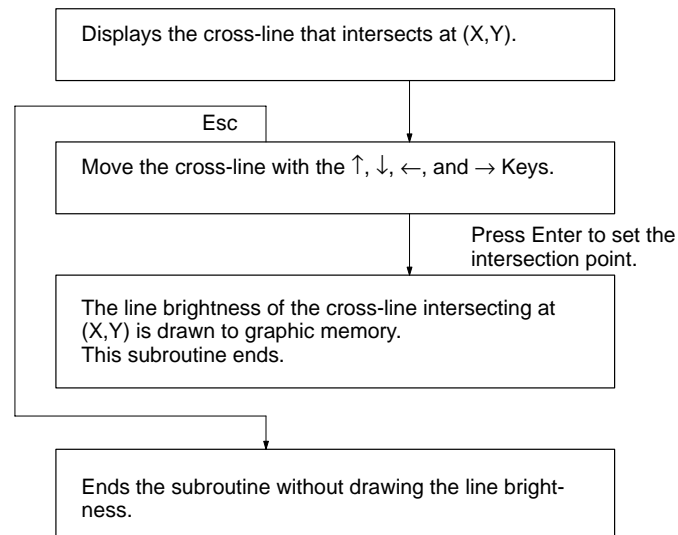 Displays the cross-line that intersects at (X,Y).
Esc
Move the cross-line with the ↑, ↓, ←, and → Keys.
Press Enter to set the
intersection point.
The line brightness of the cross-line intersecting at
(X,Y) is drawn to graphic memory.
This subroutine ends.
Ends the subroutine without drawing the line bright-
ness.